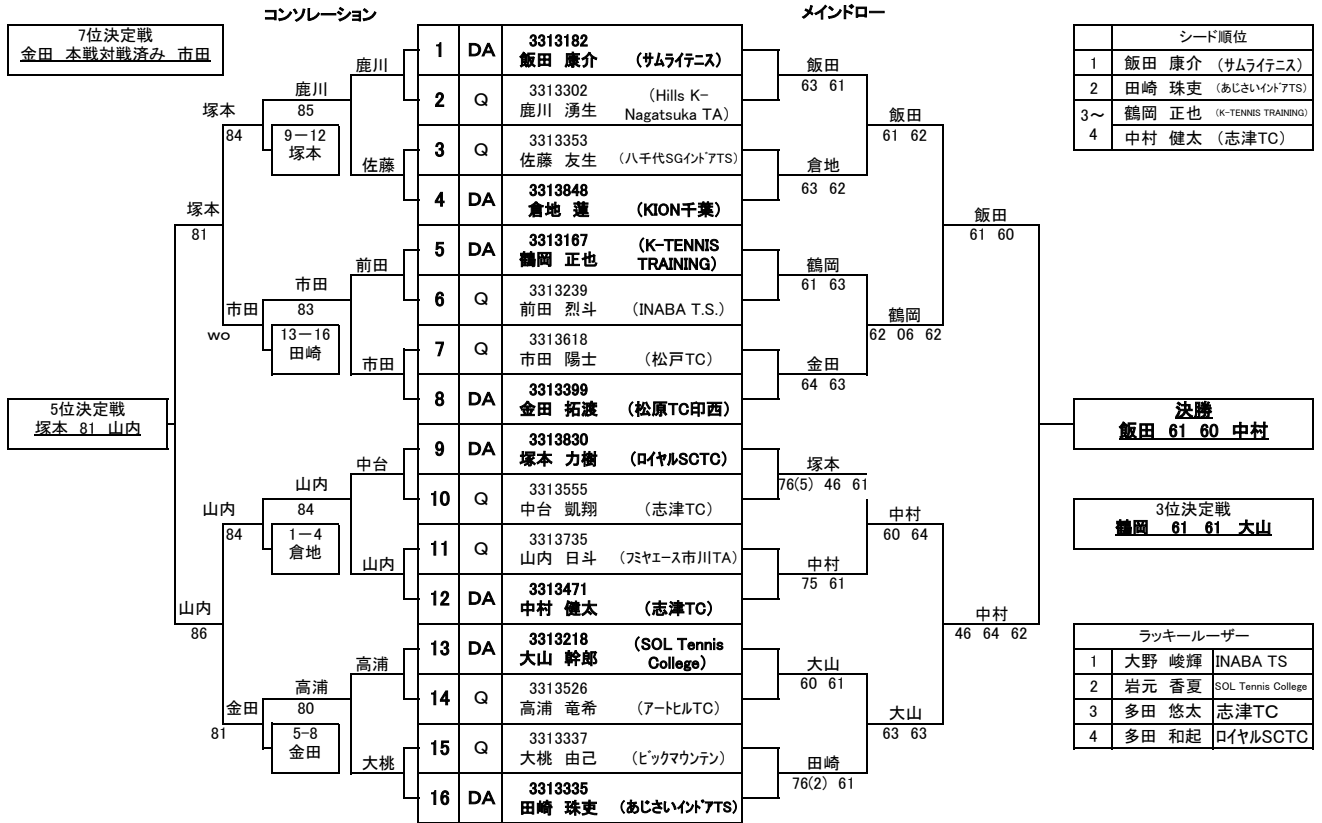 コンソレーション
メインドロー
7位決定戦
金田 本戦対戦済み 市田
5位決定戦
塚本 81 山内
鹿川
佐藤
前田
市田
中台
山内
高浦
大桃
鹿川
85
9－12
塚本
市田
83
13－16
田崎
山内
84
1－4
倉地
高浦
80
5-8
金田
塚本
84
市田
wo
山内
84
金田
81
塚本
81
山内
86
1 DA 3313182
飯田 康介 (サムライテニス)
2 Q 3313302 (Hills K-
鹿川 湧生 Nagatsuka TA)
3 Q 3313353
佐藤 友生 (八千代SGインドアTS)
4 DA 3313848
倉地 蓮 (KION千葉)
5 DA 3313167 (K-TENNIS
鶴岡 正也 TRAINING)
6 Q 3313239
前田 烈斗 (INABA T.S.)
7 Q 3313618
市田 陽士 (松戸TC)
8 DA 3313399
金田 拓渡 (松原TC印西)
9 DA 3313830
塚本 力樹 (ロイヤルSCTC)
10 Q 3313555
中台 凱翔 (志津TC)
11 Q 3313735
山内 日斗 (フミヤエース市川TA)
12 DA 3313471
中村 健太 (志津TC)
13 DA 3313218 (SOL Tennis
大山 幹郎 College)
14 Q 3313526
高浦 竜希 (アートヒルTC)
15 Q 3313337
大桃 由己 (ビックマウンテン)
16 DA 3313335
田崎 珠吏 (あじさいインドアTS)
飯田
63 61
倉地
63 62
鶴岡
61 63
金田
64 63
塚本
76(5) 46 61
中村
75 61
大山
60 61
田崎
76(2) 61
飯田
61 62
鶴岡
62 06 62
中村
60 64
大山
63 63
飯田
61 60
中村
46 64 62
シード順位
1 飯田 康介 (サムライテニス)
2 田崎 珠吏 (あじさいインドアTS)
3～ 鶴岡 正也 (K-TENNIS TRAINING)
4 中村 健太 (志津TC)
決勝
飯田 61 60 中村
3位決定戦
鶴岡 61 61 大山
ラッキールーザー
1 大野 峻輝 INABA TS
2 岩元 香夏 SOL Tennis College
3 多田 悠太 志津TC
4 多田 和起 ロイヤルSCTC